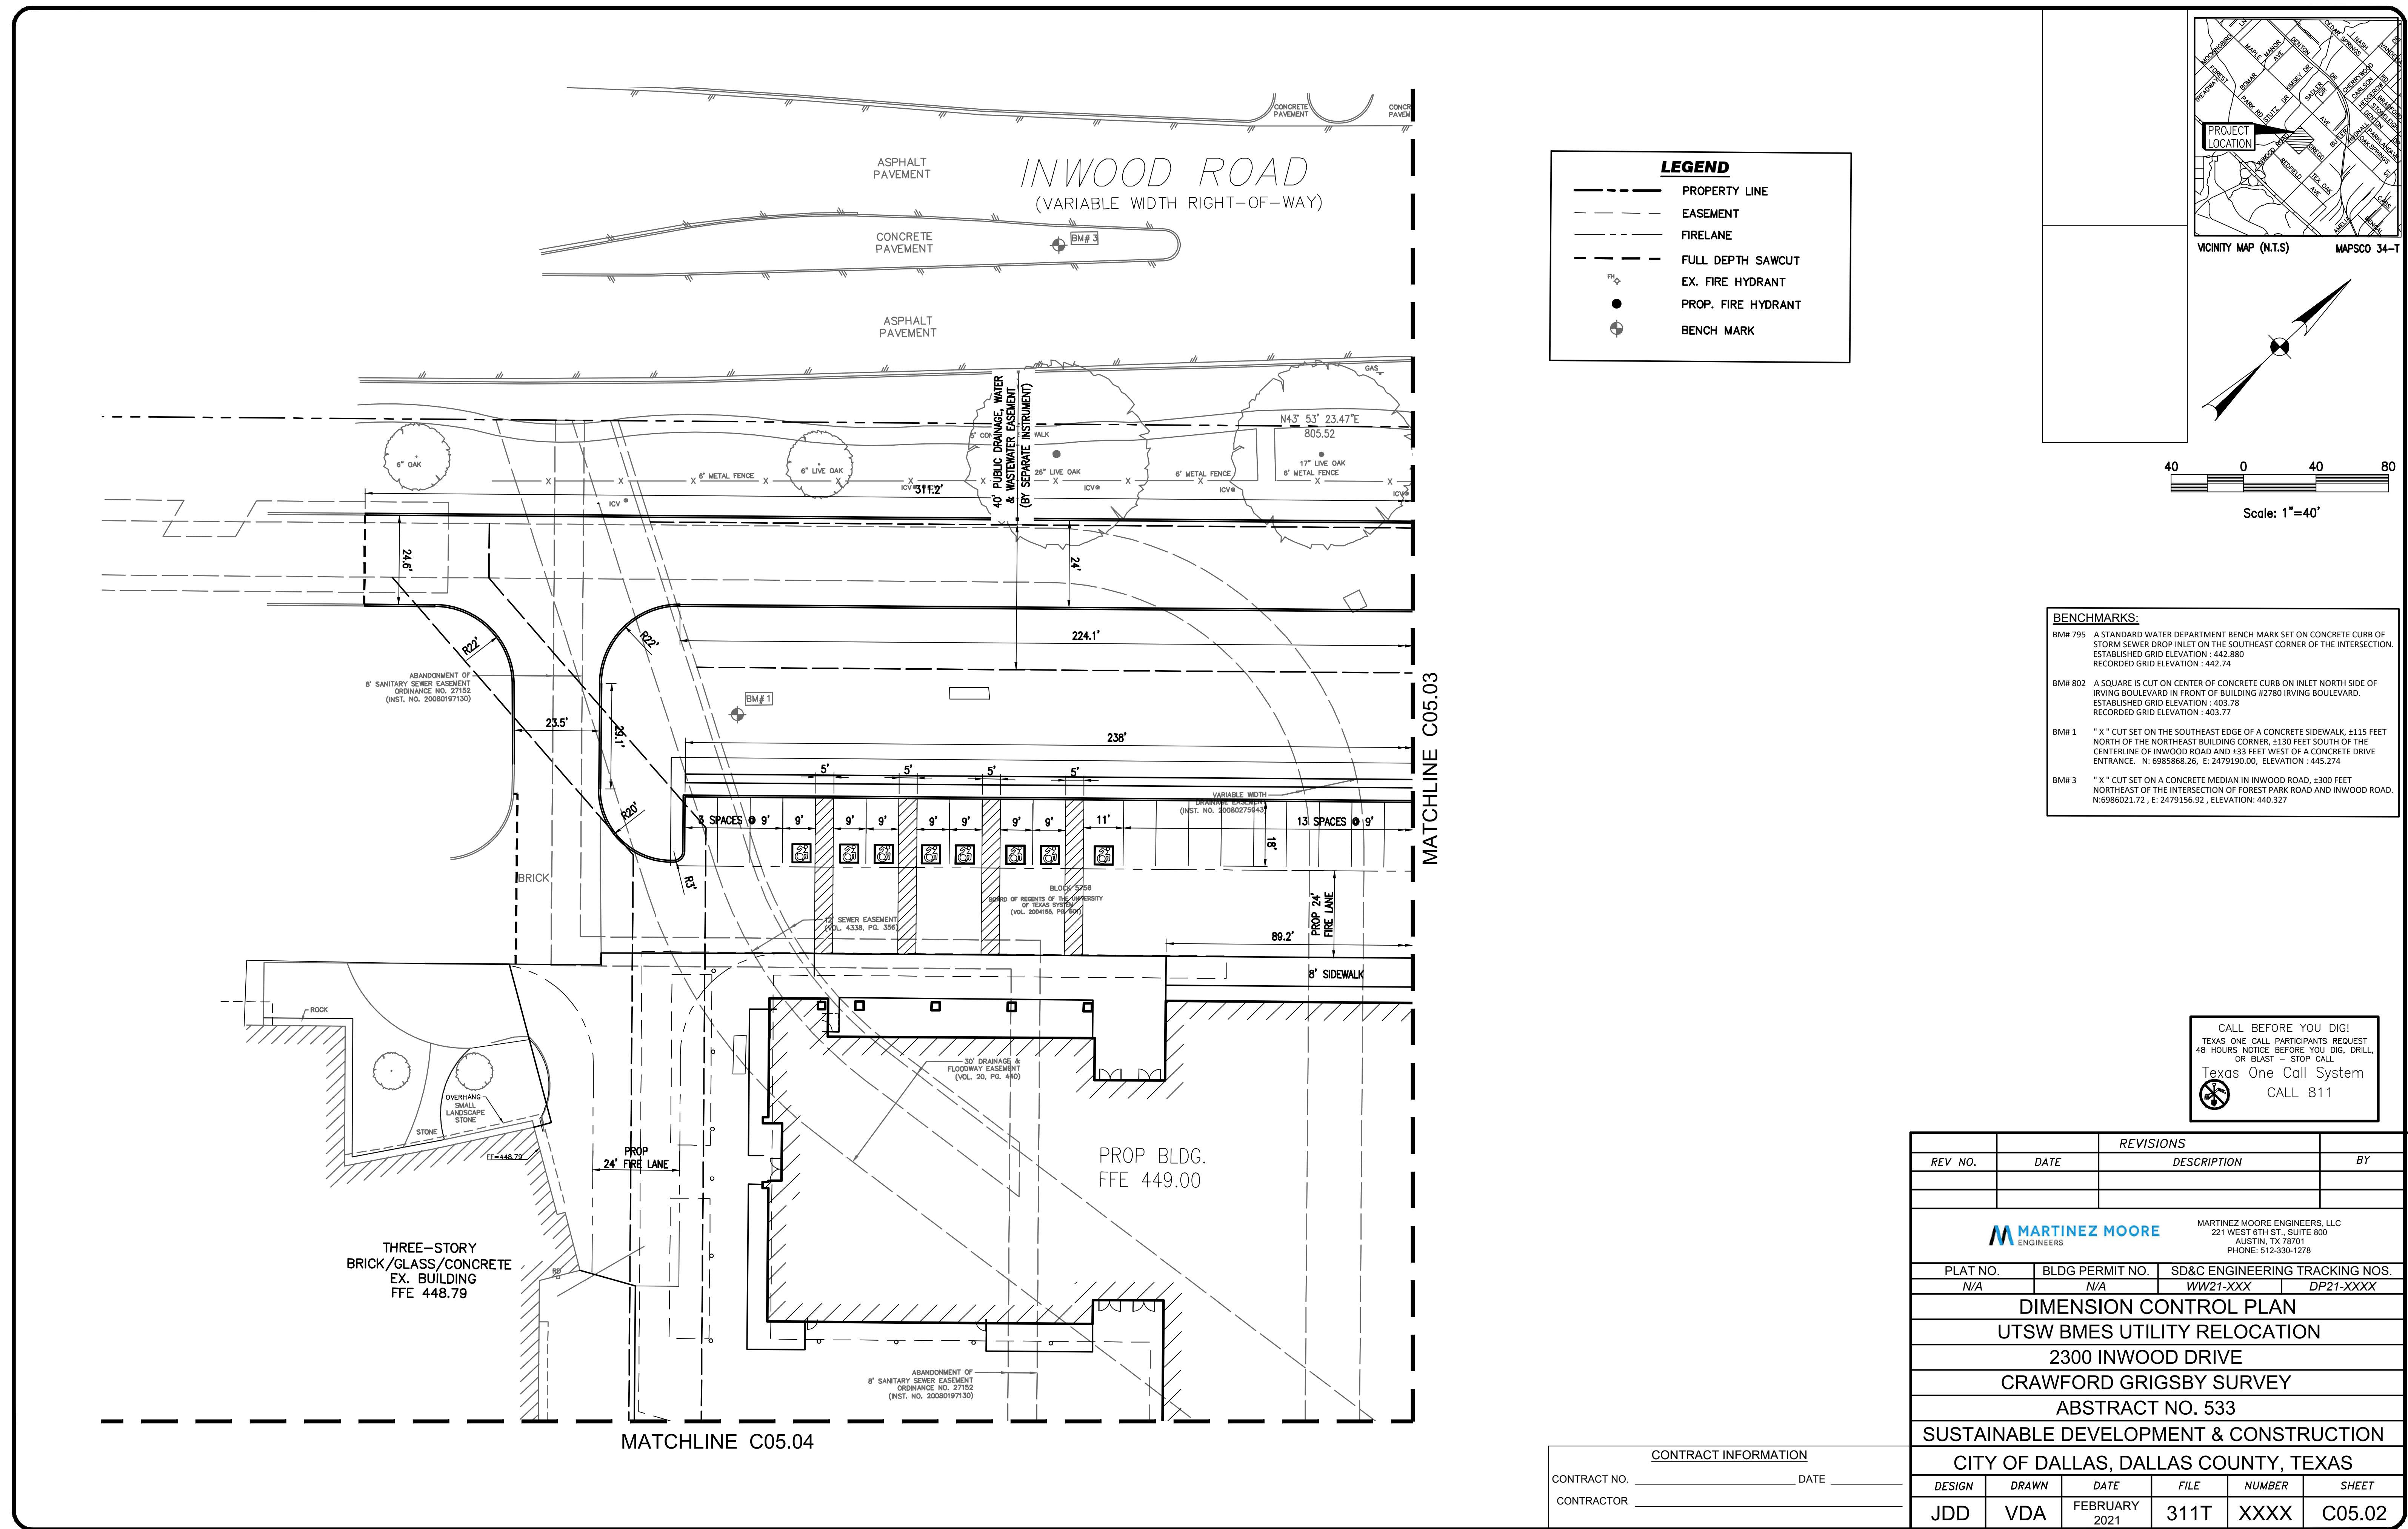 CONCRETE
PAVEMENT
ASPHALT
PAVEMENT
INWOOD ROAD
(VARIABLE WIDTH RIGHT-OF-WAY)
CONCRETE
PAVEMENT
BM# 3
ASPHALT
PAVEMENT
GAS
N43° 53' 23.47"E
805.52
40' PUBLIC DRAINAGE, WATER
& WASTEWATER EASEMENT
(BY SEPARATE INSTRUMENT)
6" OAK
6' METAL FENCE
6" LIVE OAK
26" LIVE OAK
6' METAL FENCE
17" LIVE OAK
6' METAL FENCE
ICV
ICV
ICV
ICV
ICV
311.2'
24.6'
24'
R22'
R22'
224.1'
ABANDONMENT OF
8' SANITARY SEWER EASEMENT
ORDINANCE NO. 27152
(INST. NO. 20080197130)
BM# 1
23.5'
29.1'
238'
5'
5'
5'
5'
VARIABLE WIDTH
DRAINAGE EASEMENT
(INST. NO. 20080275943)
R20'
3 SPACES @ 9'
9'
9'
9'
9'
9'
9'
9'
11'
13 SPACES @ 9'
18'
R3'
BRICK
BLOCK 5756
BOARD OF REGENTS OF THE UNIVERSITY
OF TEXAS SYSTEM
(VOL. 2004155, PG. 801)
12' SEWER EASEMENT
(VOL. 4338, PG. 356)
PROP 24'
FIRE LANE
89.2'
8' SIDEWALK
ROCK
30' DRAINAGE &
FLOODWAY EASEMENT
(VOL. 20, PG. 440)
OVERHANG
SMALL
LANDSCAPE
STONE
STONE
FF=448.79
PROP
24' FIRE LANE
PROP BLDG.
FFE 449.00
THREE-STORY
BRICK/GLASS/CONCRETE
EX. BUILDING
FFE 448.79
ABANDONMENT OF
8' SANITARY SEWER EASEMENT
ORDINANCE NO. 27152
(INST. NO. 20080197130)
MATCHLINE C05.03
MATCHLINE C05.04
LEGEND
PROPERTY LINE
EASEMENT
FIRELANE
FULL DEPTH SAWCUT
FH EX. FIRE HYDRANT
PROP. FIRE HYDRANT
BENCH MARK
PROJECT
LOCATION
VICINITY MAP (N.T.S) MAPSCO 34-T
40 0 40 80
Scale: 1"=40'
BENCHMARKS:
BM# 795 A STANDARD WATER DEPARTMENT BENCH MARK SET ON CONCRETE CURB OF
STORM SEWER DROP INLET ON THE SOUTHEAST CORNER OF THE INTERSECTION.
ESTABLISHED GRID ELEVATION : 442.880
RECORDED GRID ELEVATION : 442.74
BM# 802 A SQUARE IS CUT ON CENTER OF CONCRETE CURB ON INLET NORTH SIDE OF
IRVING BOULEVARD IN FRONT OF BUILDING #2780 IRVING BOULEVARD.
ESTABLISHED GRID ELEVATION : 403.78
RECORDED GRID ELEVATION : 403.77
BM# 1 " X " CUT SET ON THE SOUTHEAST EDGE OF A CONCRETE SIDEWALK, ±115 FEET
NORTH OF THE NORTHEAST BUILDING CORNER, ±130 FEET SOUTH OF THE
CENTERLINE OF INWOOD ROAD AND ±33 FEET WEST OF A CONCRETE DRIVE
ENTRANCE. N: 6985868.26, E: 2479190.00, ELEVATION : 445.274
BM# 3 " X " CUT SET ON A CONCRETE MEDIAN IN INWOOD ROAD, ±300 FEET
NORTHEAST OF THE INTERSECTION OF FOREST PARK ROAD AND INWOOD ROAD.
N:6986021.72 , E: 2479156.92 , ELEVATION: 440.327
CALL BEFORE YOU DIG!
TEXAS ONE CALL PARTICIPANTS REQUEST
48 HOURS NOTICE BEFORE YOU DIG, DRILL,
OR BLAST - STOP CALL
Texas One Call System
CALL 811
REVISIONS
REV NO. DATE DESCRIPTION BY
MARTINEZ MOORE
ENGINEERS
MARTINEZ MOORE ENGINEERS, LLC
221 WEST 6TH ST., SUITE 800
AUSTIN, TX 78701
PHONE: 512-330-1278
PLAT NO. BLDG PERMIT NO. SD&C ENGINEERING TRACKING NOS.
N/A N/A WW21-XXX DP21-XXXX
DIMENSION CONTROL PLAN
UTSW BMES UTILITY RELOCATION
2300 INWOOD DRIVE
CRAWFORD GRIGSBY SURVEY
ABSTRACT NO. 533
SUSTAINABLE DEVELOPMENT & CONSTRUCTION
CITY OF DALLAS, DALLAS COUNTY, TEXAS
DESIGN DRAWN DATE FILE NUMBER SHEET
JDD VDA FEBRUARY 2021 311T XXXX C05.02
CONTRACT INFORMATION
CONTRACT NO. DATE
CONTRACTOR